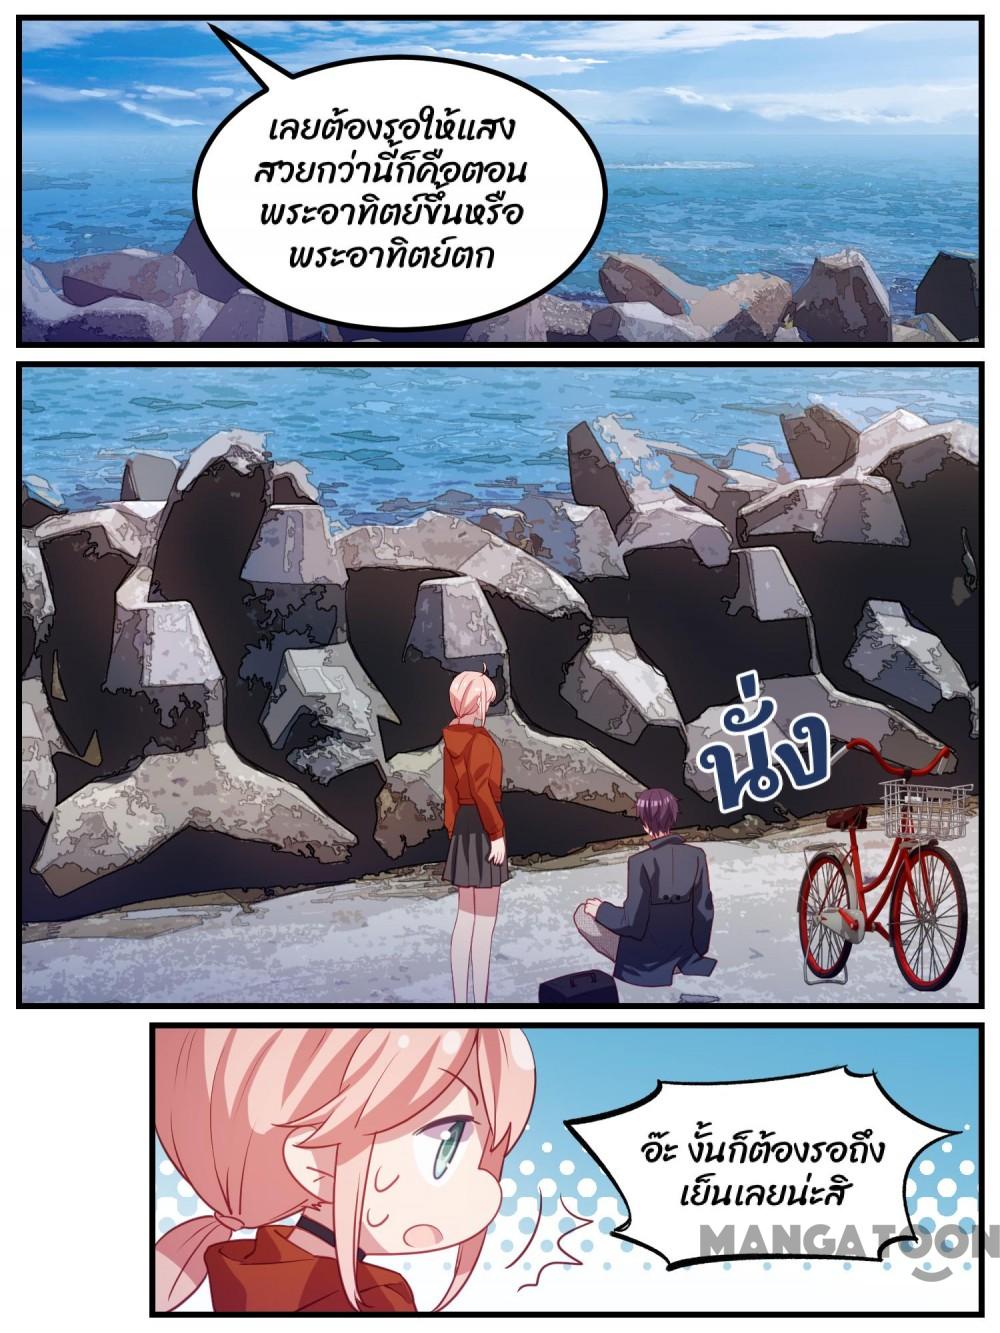 เลยต้องรอให้แสง
สวยกว่านี้ก็คือตอน
พระอาทิตย์ขึ้นหรือ
พระอาทิตย์ตก
นั่ง
อ๊ะ งั้นก็ต้องรอถึง
เย็นเลยน่ะสิ
MANGATOON